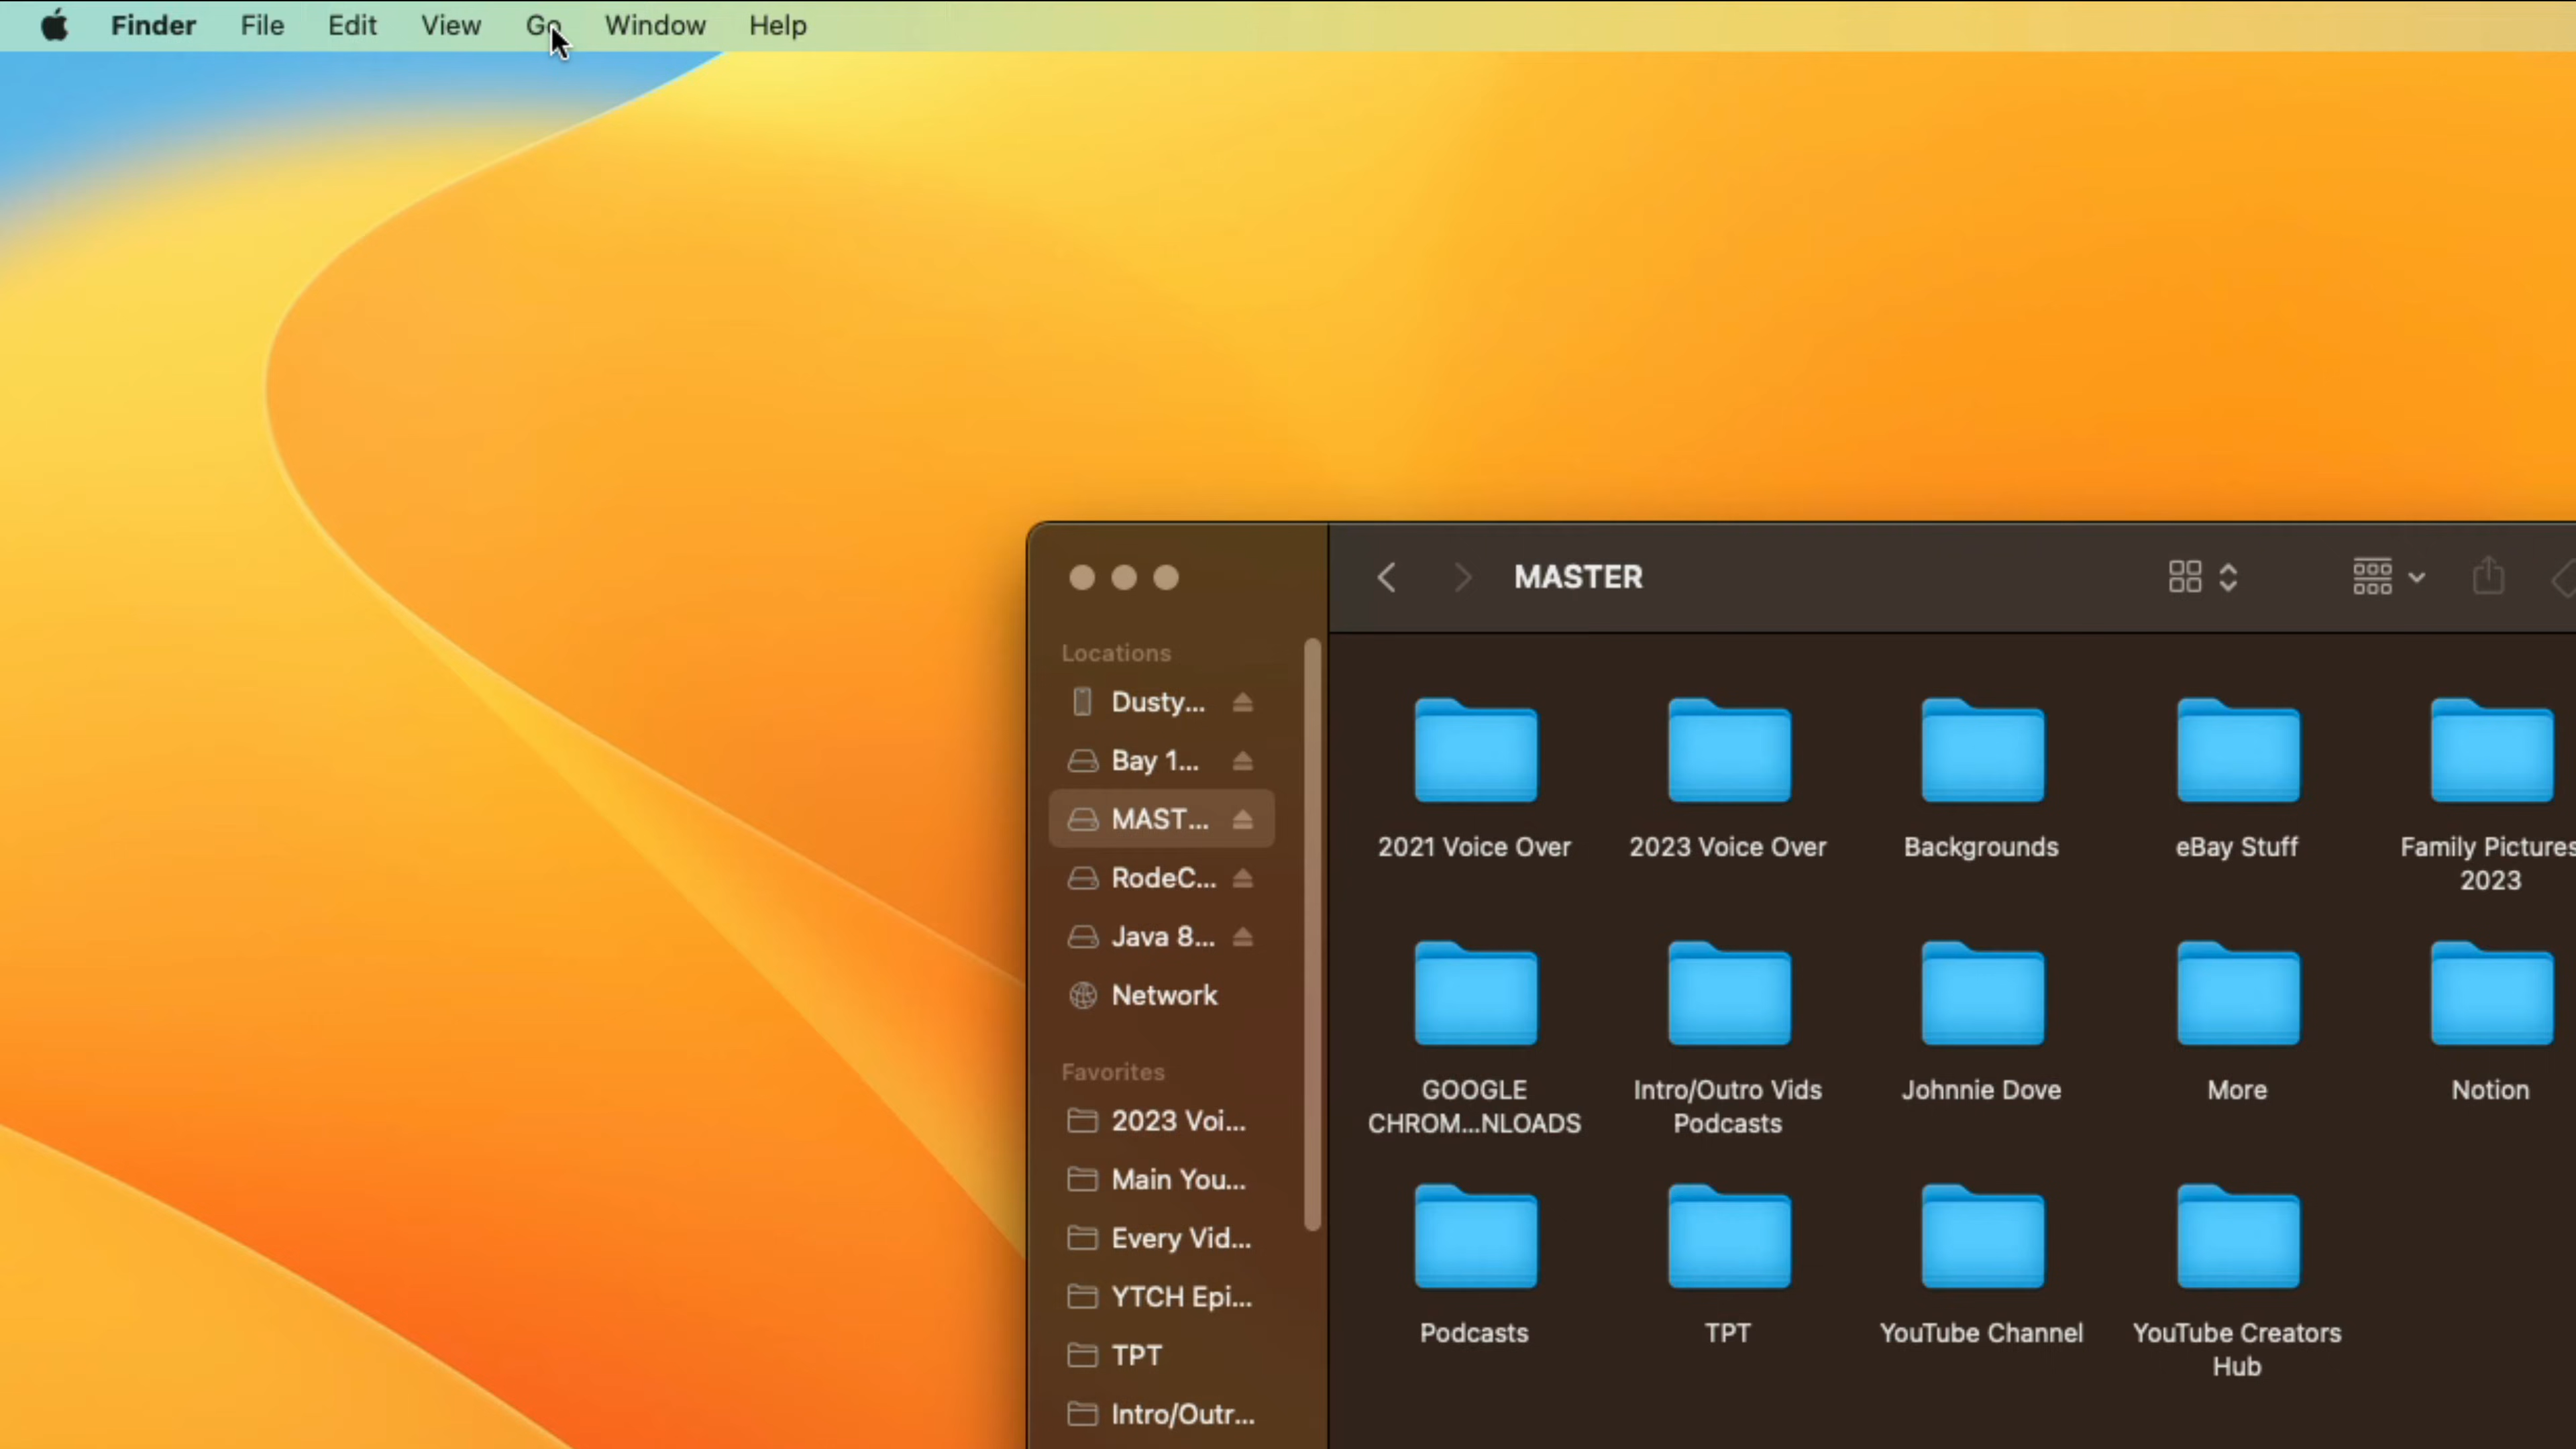 Finder File Edit View Go Window Help
MASTER
Locations
Dusty...
Bay 1...
MAST...
RodeC...
Java 8...
Network
Favorites
2023 Voi...
Main You...
Every Vid...
YTCH Epi...
TPT
Intro/Outr...
2021 Voice Over
2023 Voice Over
Backgrounds
eBay Stuff
Family Pictures
2023
GOOGLE
CHROM...NLOADS
Intro/Outro Vids
Podcasts
Johnnie Dove
More
Notion
Podcasts
TPT
YouTube Channel
YouTube Creators
Hub